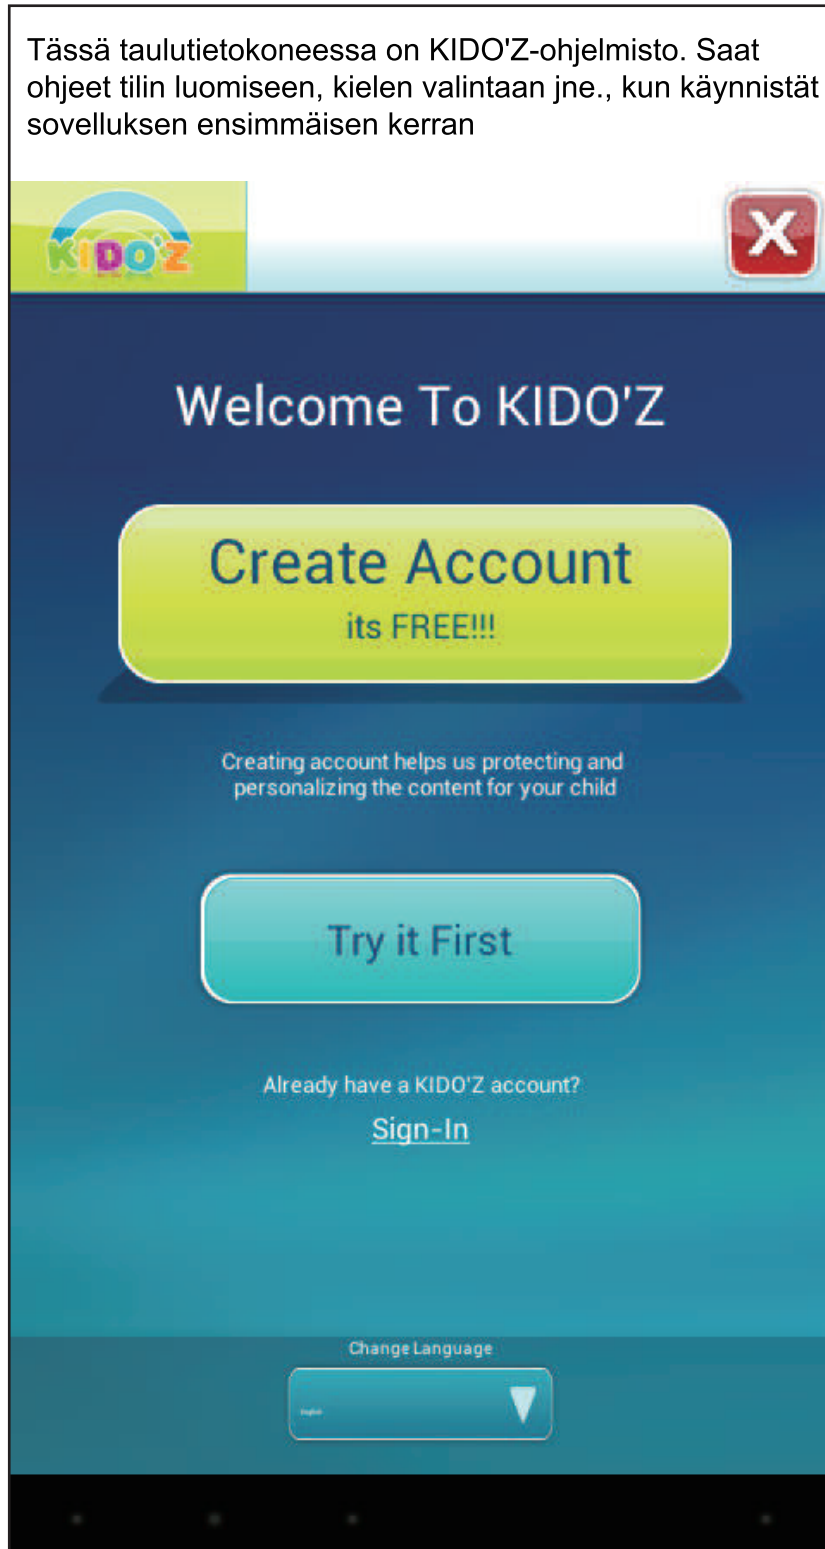 Tässä taulutietokoneessa on KIDO'Z-ohjelmisto. Saat
ohjeet tilin luomiseen, kielen valintaan jne., kun käynnistät
sovelluksen ensimmäisen kerran
KIDO'Z
X
Welcome To KIDO'Z
Create Account
its FREE!!!
Creating account helps us protecting and
personalizing the content for your child
Try it First
Already have a KIDO'Z account?
Sign-In
Change Language
English